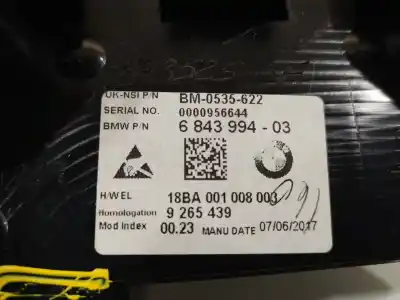 UK-NSI P/N BM-0535-622
SERIAL NO. 0000956644
BMW P/N 6 843 994 - 03
H/W EL 18BA 001 008 003
Homologation 9 265 439
Mod Index 00.23 MANU DATE 07/06/2017